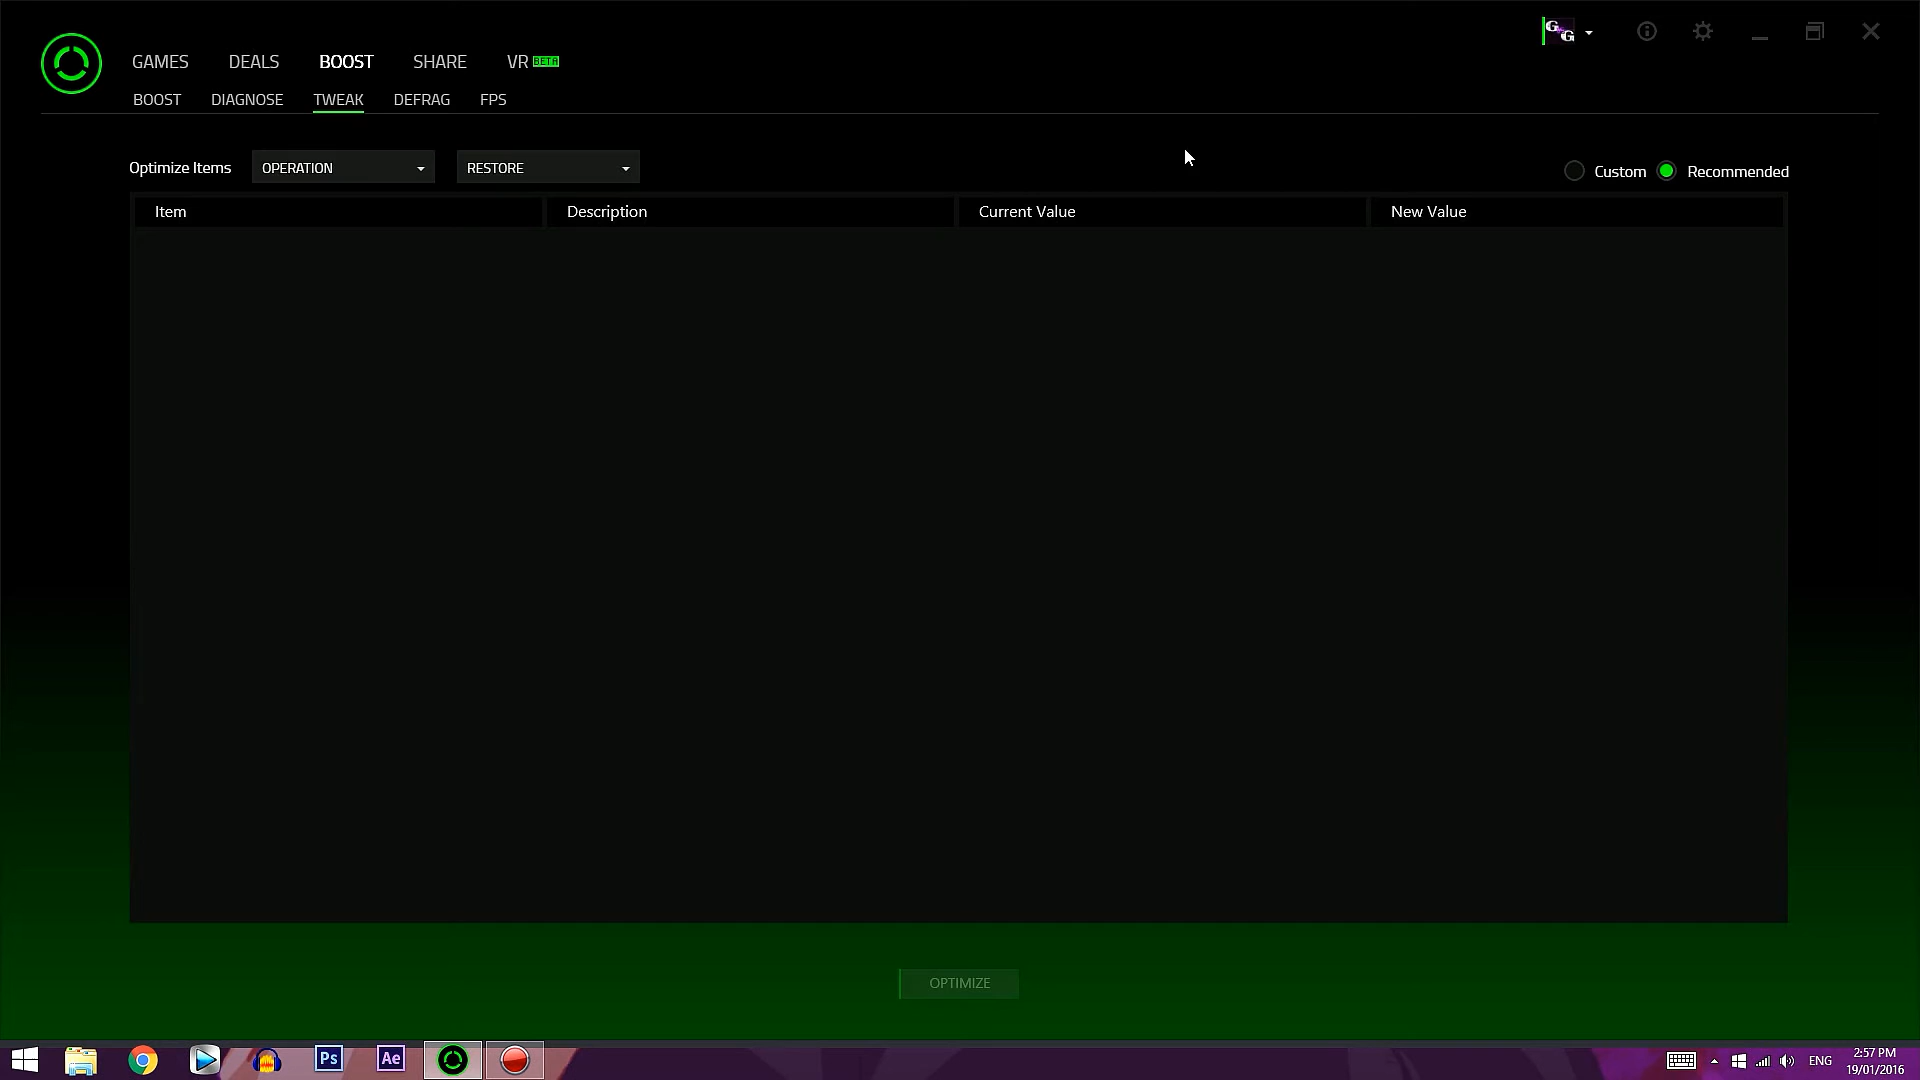 GAMES DEALS BOOST SHARE VR BETA
BOOST DIAGNOSE TWEAK DEFRAG FPS
Optimize Items OPERATION RESTORE Custom Recommended
Item Description Current Value New Value
OPTIMIZE
Ps Ae ENG 2:57 PM
19/01/2016